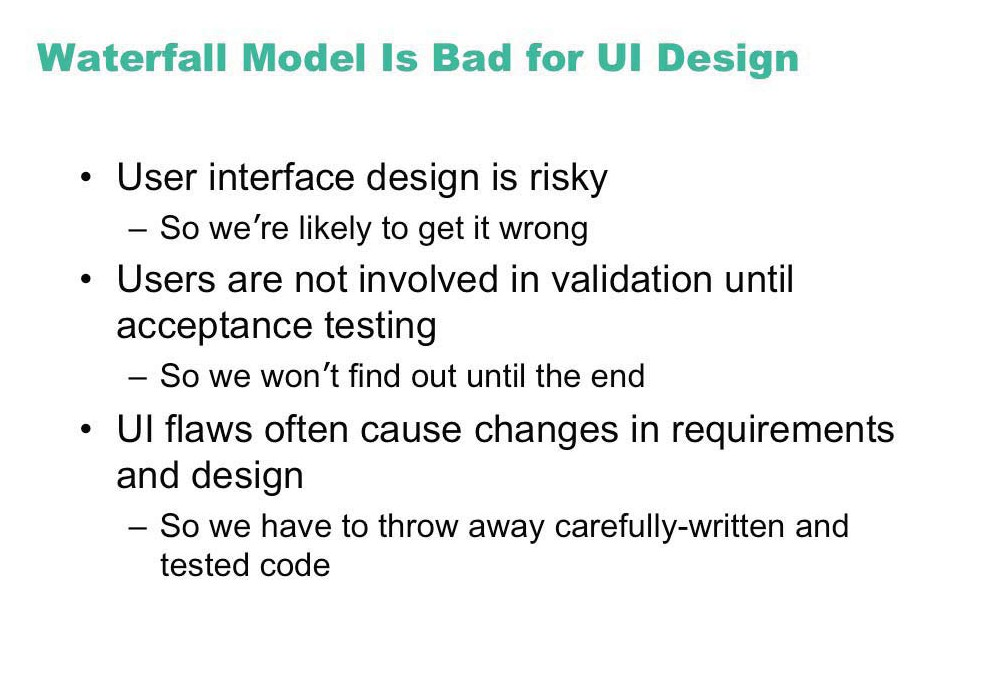 Waterfall Model Is Bad for UI Design
• User interface design is risky
– So we′re likely to get it wrong
• Users are not involved in validation until
acceptance testing
– So we won′t find out until the end
• UI flaws often cause changes in requirements
and design
– So we have to throw away carefully-written and
tested code